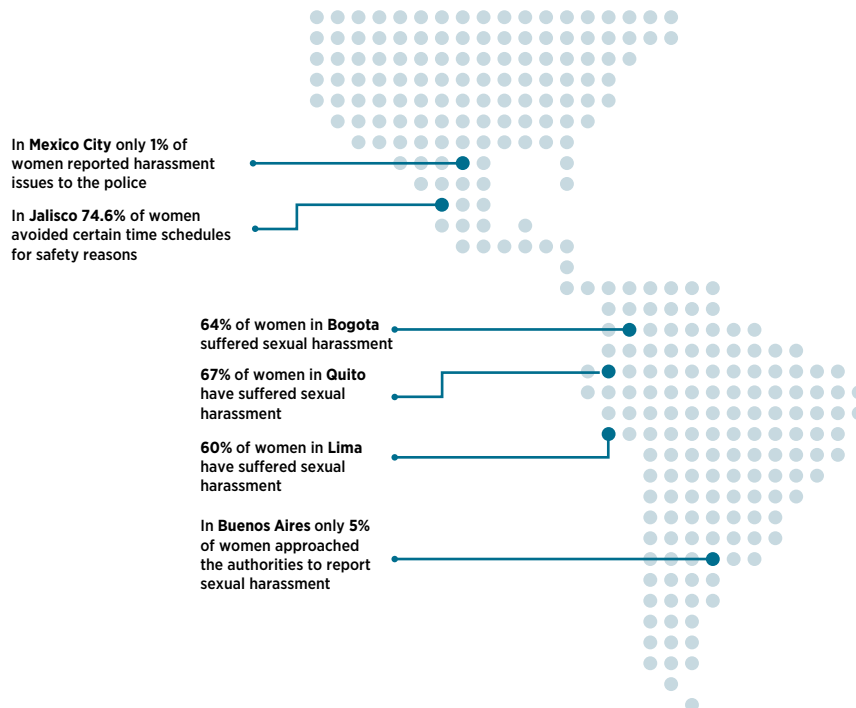 In Mexico City only 1% of
women reported harassment
issues to the police
In Jalisco 74.6% of women
avoided certain time schedules
for safety reasons
64% of women in Bogota
suffered sexual harassment
67% of women in Quito
have suffered sexual
harassment
60% of women in Lima
have suffered sexual
harassment
In Buenos Aires only 5%
of women approached
the authorities to report
sexual harassment